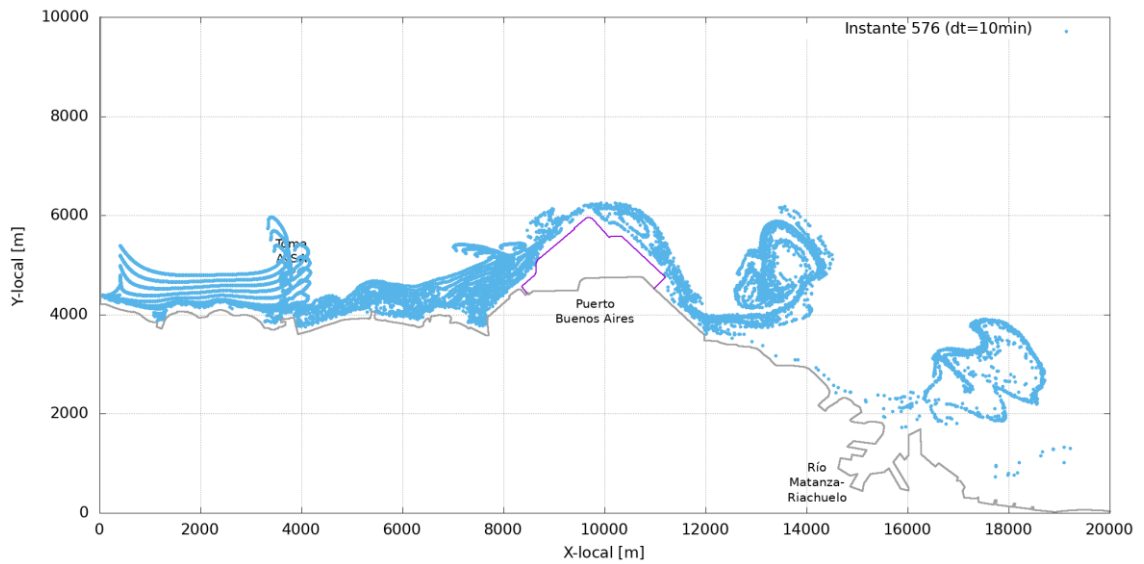 10000
8000
6000
4000
2000
0
Y-local [m]
Instante 576 (dt=10min)
Toma
Puerto
Buenos Aires
Río
Matanza-
Riachuelo
0 2000 4000 6000 8000 10000 12000 14000 16000 18000 20000
X-local [m]